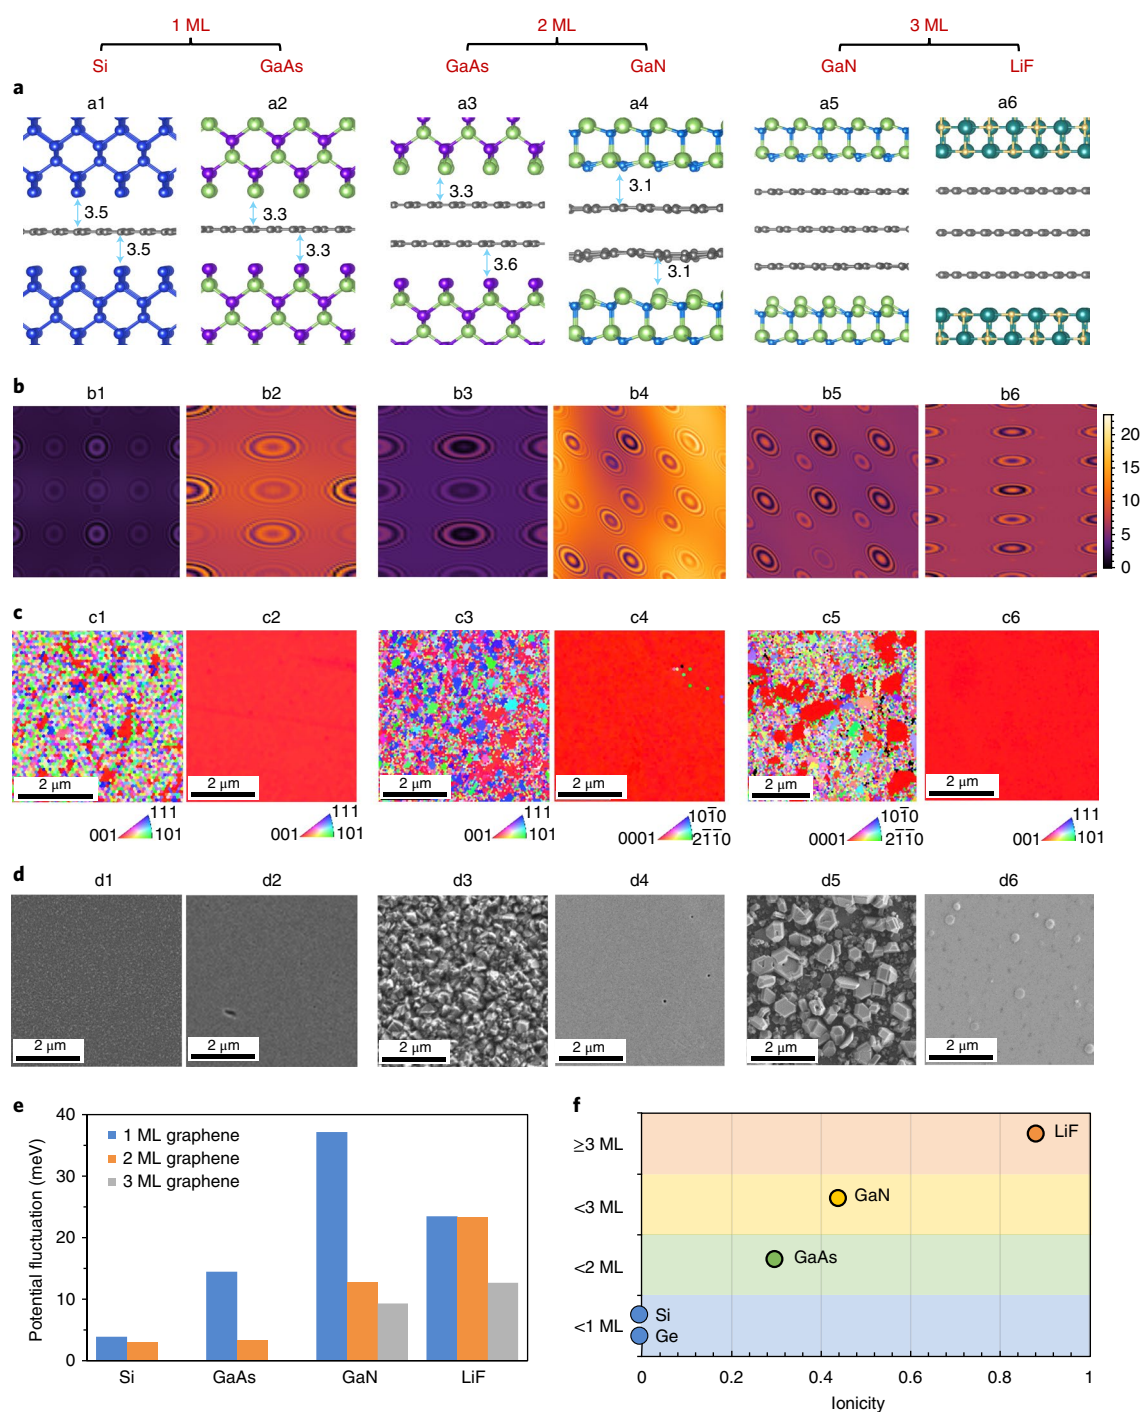 1 ML 2 ML 3 ML
Si GaAs GaAs GaN GaN LiF
a
a1 a2 a3 a4 a5 a6
3.5 3.3 3.3 3.1
3.5 3.3 3.6 3.1
b
b1 b2 b3 b4 b5 b6
20
15
10
5
0
c
c1 c2 c3 c4 c5 c6
2 μm 2 μm 2 μm 2 μm 2 μm 2 μm
111 111 111 101̅0 101̅0 111
001 101 001 101 001 101 0001 21̅1̅0 0001 21̅1̅0 001 101
d
d1 d2 d3 d4 d5 d6
2 μm 2 μm 2 μm 2 μm 2 μm 2 μm
e
Potential fluctuation (meV)
40
30
20
10
0
1 ML graphene
2 ML graphene
3 ML graphene
Si GaAs GaN LiF
f
≥3 ML LiF
<3 ML GaN
<2 ML GaAs
<1 ML Si
Ge
0 0.2 0.4 0.6 0.8 1
Ionicity